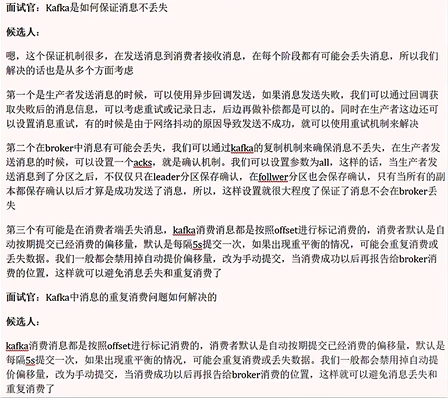 面试官：Kafka是如何保证消息不丢失
候选人：
嗯，这个保证机制很多，在发送消息到消费者接收消息，在每个阶段都有可能会丢失消息，所以我们
解决的话也是从多个方面考虑
第一个是生产者发送消息的时候，可以使用异步回调发送，如果消息发送失败，我们可以通过回调获
取失败后的消息信息，可以考虑重试或记录日志，后边再做补偿都是可以的。同时在生产者这边还可
以设置消息重试，有的时候是由于网络抖动的原因导致发送不成功，就可以使用重试机制来解决
第二个在broker中消息有可能会丢失，我们可以通过kafka的复制机制来确保消息不丢失，在生产者发
送消息的时候，可以设置一个acks，就是确认机制。我们可以设置参数为all，这样的话，当生产者发
送消息到了分区之后，不仅仅只在leader分区保存确认，在follwer分区也会保存确认，只有当所有的副
本都保存确认以后才算是成功发送了消息，所以，这样设置就很大程度了保证了消息不会在broker丢
失
第三个有可能是在消费者端丢失消息，kafka消费消息都是按照offset进行标记消费的，消费者默认是自
动按期提交已经消费的偏移量，默认是每隔5s提交一次，如果出现重平衡的情况，可能会重复消费或
丢失数据。我们一般都会禁用掉自动提价偏移量，改为手动提交，当消费成功以后再报告给broker消
费的位置，这样就可以避免消息丢失和重复消费了
面试官：Kafka中消息的重复消费问题如何解决的
候选人：
kafka消费消息都是按照offset进行标记消费的，消费者默认是自动按期提交已经消费的偏移量，默认是
每隔5s提交一次，如果出现重平衡的情况，可能会重复消费或丢失数据。我们一般都会禁用掉自动提
价偏移量，改为手动提交，当消费成功以后再报告给broker消费的位置，这样就可以避免消息丢失和
重复消费了